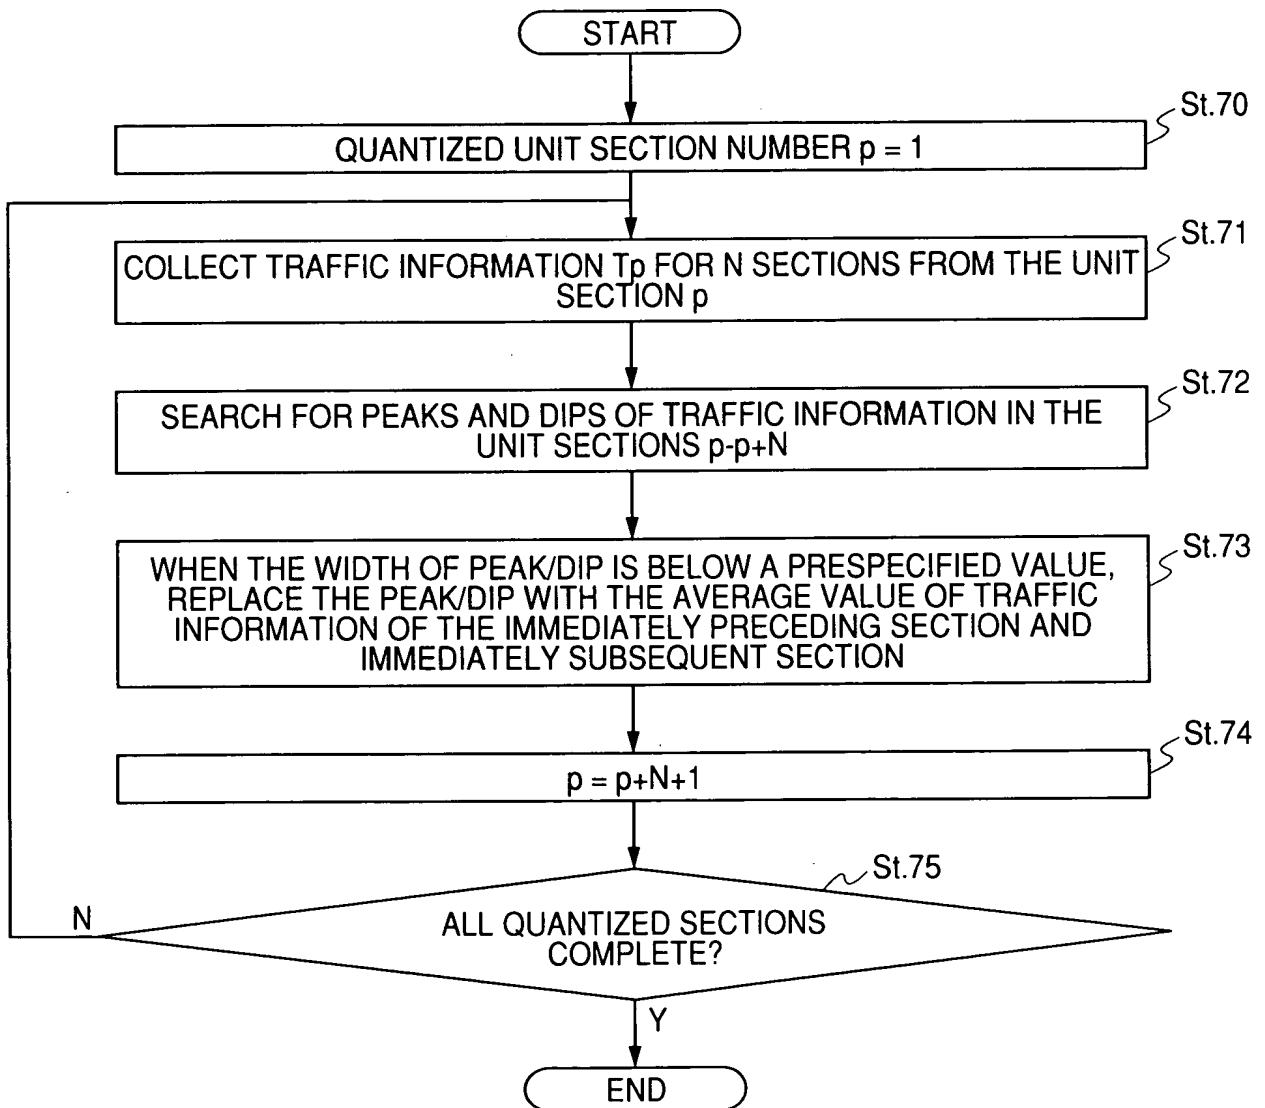 START
St.70
QUANTIZED UNIT SECTION NUMBER p = 1
St.71
COLLECT TRAFFIC INFORMATION Tp FOR N SECTIONS FROM THE UNIT
SECTION p
St.72
SEARCH FOR PEAKS AND DIPS OF TRAFFIC INFORMATION IN THE
UNIT SECTIONS p-p+N
St.73
WHEN THE WIDTH OF PEAK/DIP IS BELOW A PRESPECIFIED VALUE,
REPLACE THE PEAK/DIP WITH THE AVERAGE VALUE OF TRAFFIC
INFORMATION OF THE IMMEDIATELY PRECEDING SECTION AND
IMMEDIATELY SUBSEQUENT SECTION
St.74
p = p+N+1
St.75
N
ALL QUANTIZED SECTIONS
COMPLETE?
Y
END